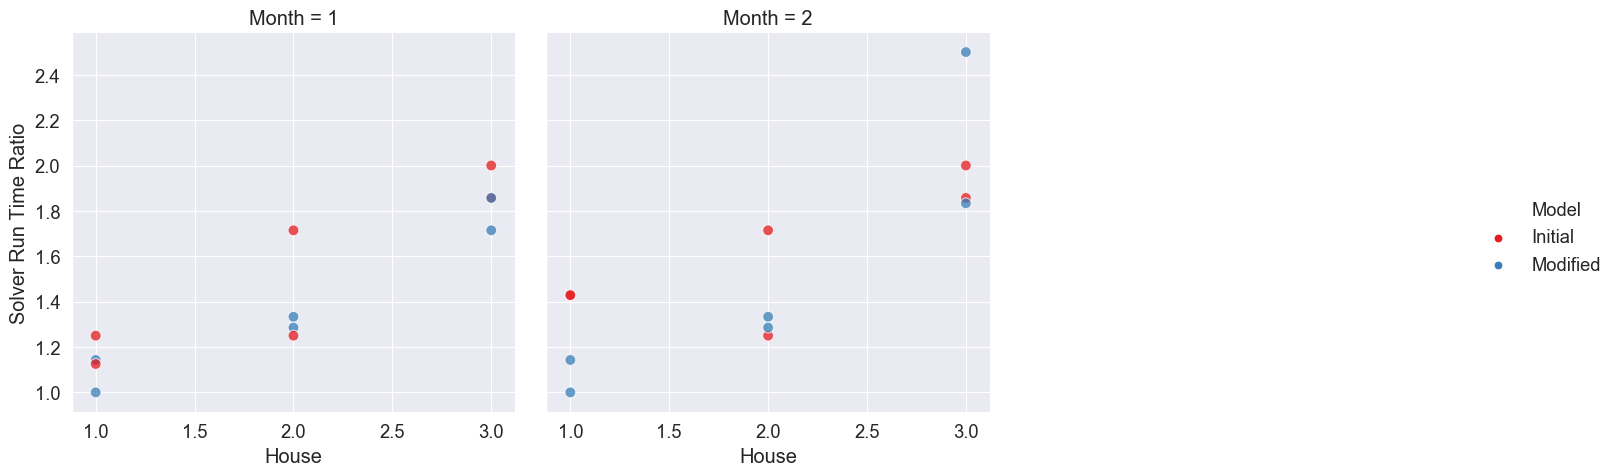 Month = 1
Month = 2
Solver Run Time Ratio
2.4
2.2
2.0
1.8
1.6
1.4
1.2
1.0
1.0 1.5 2.0 2.5 3.0
House
1.0 1.5 2.0 2.5 3.0
House
Model
Initial
Modified